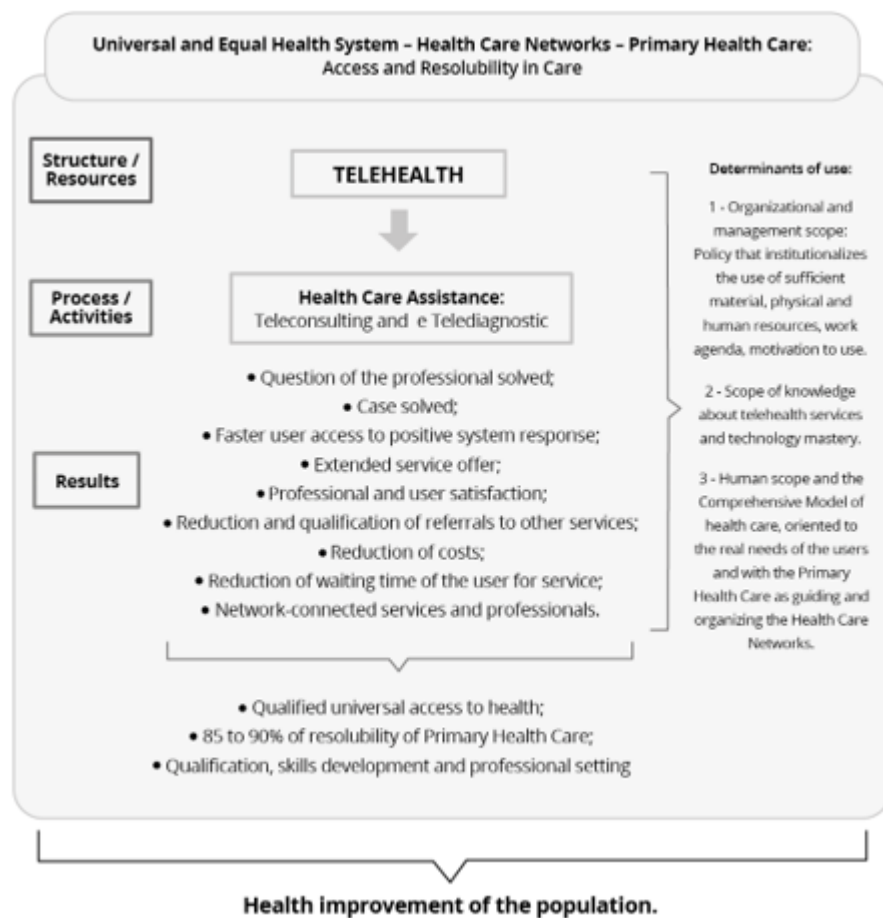 Universal and Equal Health System – Health Care Networks – Primary Health Care:
Access and Resolubility in Care
Structure /
Resources
TELEHEALTH
Process /
Activities
Health Care Assistance:
Teleconsulting and e Telediagnostic
Results
• Question of the professional solved;
• Case solved;
• Faster user access to positive system response;
• Extended service offer;
• Professional and user satisfaction;
• Reduction and qualification of referrals to other services;
• Reduction of costs;
• Reduction of waiting time of the user for service;
• Network-connected services and professionals.
Determinants of use:
1 - Organizational and
management scope:
Policy that institutionalizes
the use of sufficient
material, physical and
human resources, work
agenda, motivation to use.
2 - Scope of knowledge
about telehealth services
and technology mastery.
3 - Human scope and the
Comprehensive Model of
health care, oriented to
the real needs of the users
and with the Primary
Health Care as guiding and
organizing the Health Care
Networks.
• Qualified universal access to health;
• 85 to 90% of resolubility of Primary Health Care;
• Qualification, skills development and professional setting
Health improvement of the population.